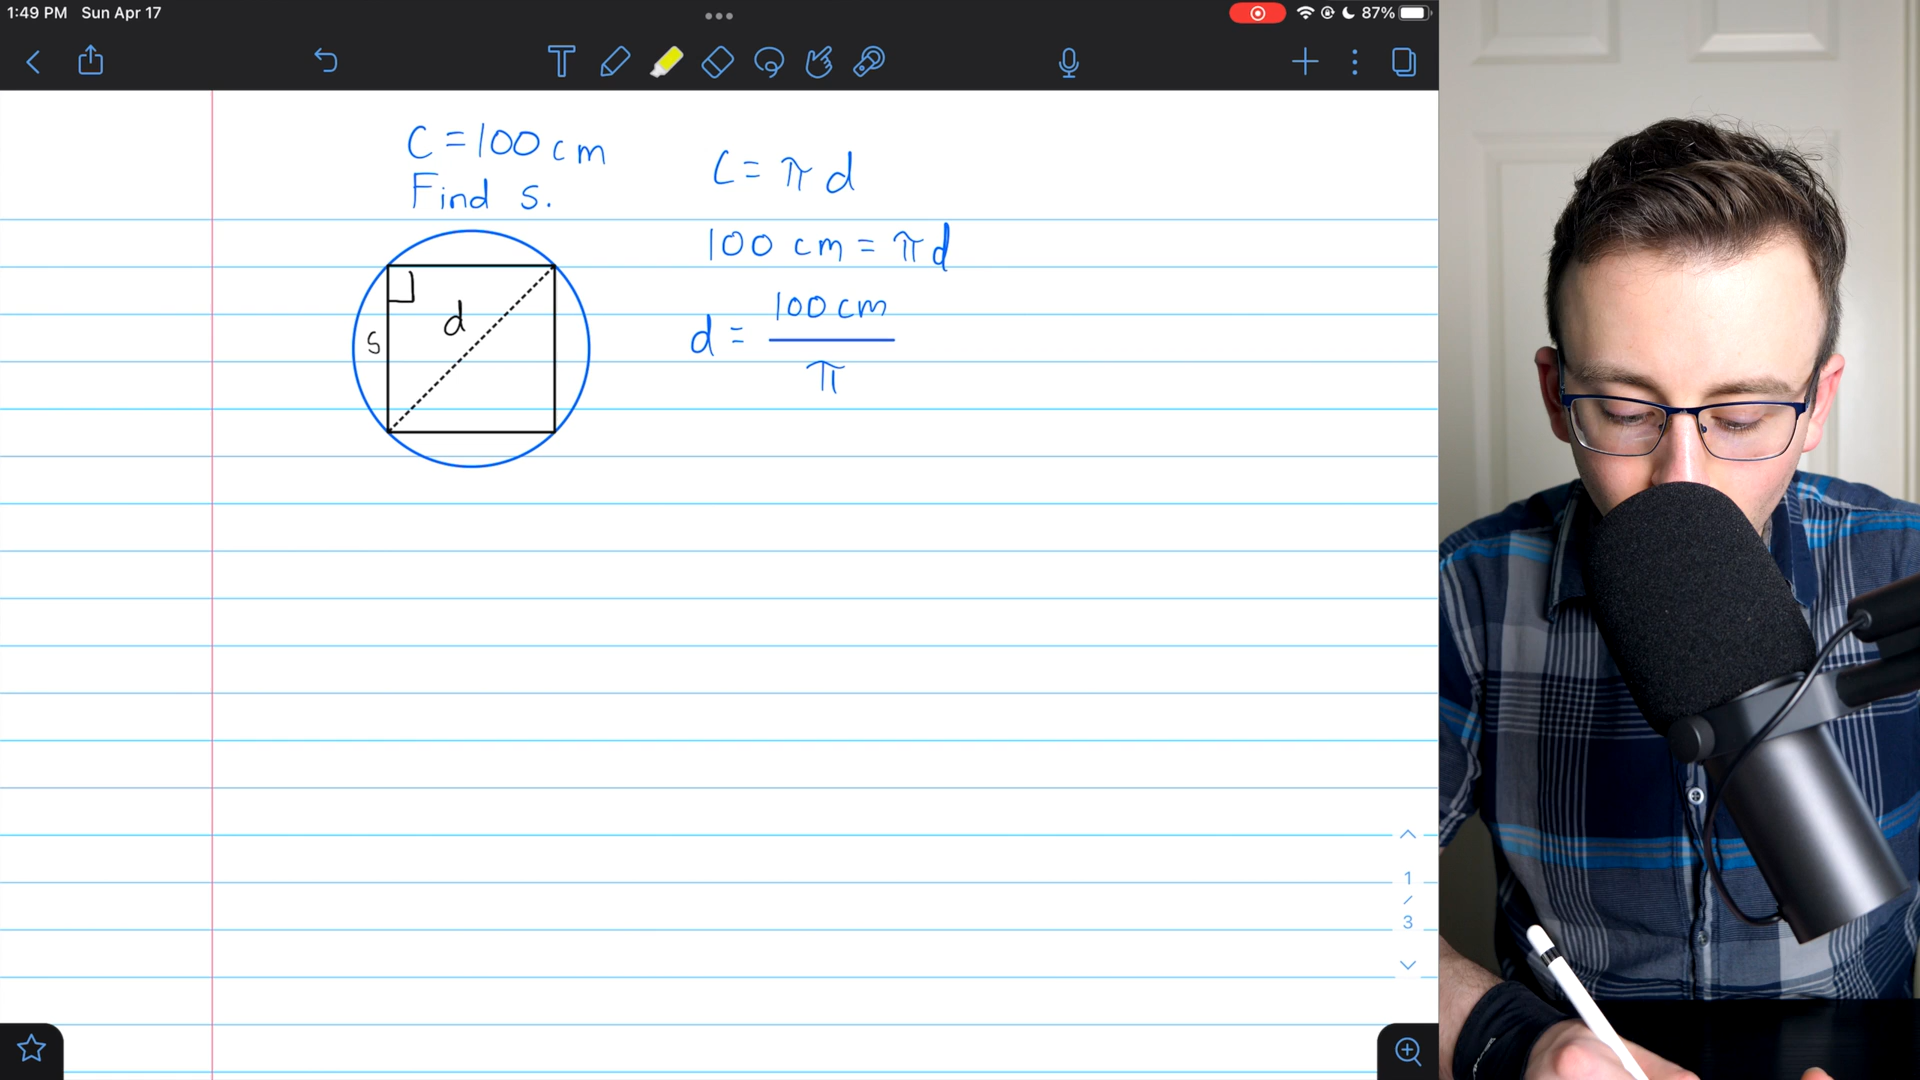 1:49 PM Sun Apr 17
87%
C = 100 cm
Find s.
C = π d
100 cm = π d
d = 100 cm / π
d
s
1
/
3